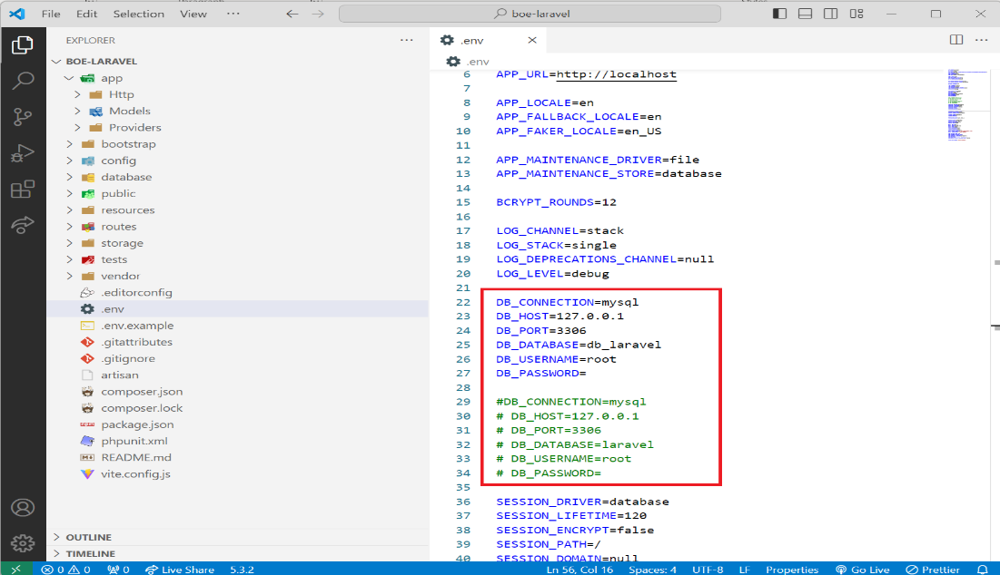 File Edit Selection View ··· boe-laravel
EXPLORER ···
BOE-LARAVEL
app
Http
Models
Providers
bootstrap
config
database
public
resources
routes
storage
tests
vendor
.editorconfig
.env
.env.example
.gitattributes
.gitignore
artisan
composer.json
composer.lock
package.json
phpunit.xml
README.md
vite.config.js
OUTLINE
TIMELINE
.env
.env
6 APP_URL=http://localhost
7
8 APP_LOCALE=en
9 APP_FALLBACK_LOCALE=en
10 APP_FAKER_LOCALE=en_US
11
12 APP_MAINTENANCE_DRIVER=file
13 APP_MAINTENANCE_STORE=database
14
15 BCRYPT_ROUNDS=12
16
17 LOG_CHANNEL=stack
18 LOG_STACK=single
19 LOG_DEPRECATIONS_CHANNEL=null
20 LOG_LEVEL=debug
21
22 DB_CONNECTION=mysql
23 DB_HOST=127.0.0.1
24 DB_PORT=3306
25 DB_DATABASE=db_laravel
26 DB_USERNAME=root
27 DB_PASSWORD=
28
29 #DB_CONNECTION=mysql
30 # DB_HOST=127.0.0.1
31 # DB_PORT=3306
32 # DB_DATABASE=laravel
33 # DB_USERNAME=root
34 # DB_PASSWORD=
35
36 SESSION_DRIVER=database
37 SESSION_LIFETIME=120
38 SESSION_ENCRYPT=false
39 SESSION_PATH=/
40 SESSION_DOMAIN=null
0 0 0 Live Share 5.3.2 Ln 56, Col 16 Spaces: 4 UTF-8 LF Properties Go Live Prettier